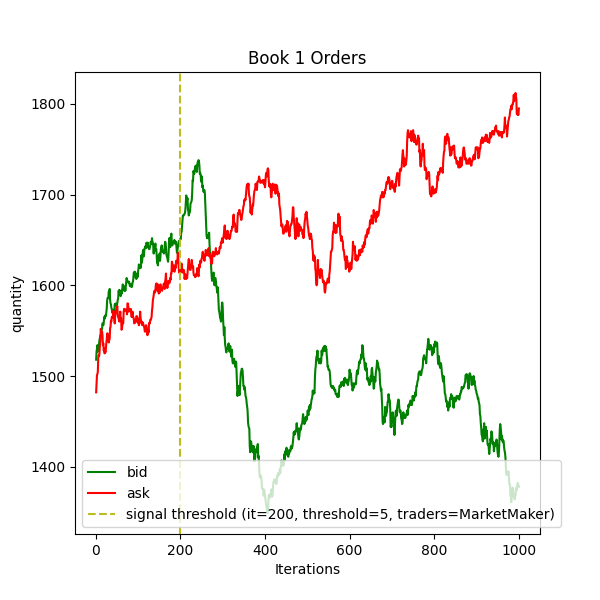 Book 1 Orders
quantity
1800
1700
1600
1500
1400
bid
ask
signal threshold (it=200, threshold=5, traders=MarketMaker)
0 200 400 600 800 1000
Iterations